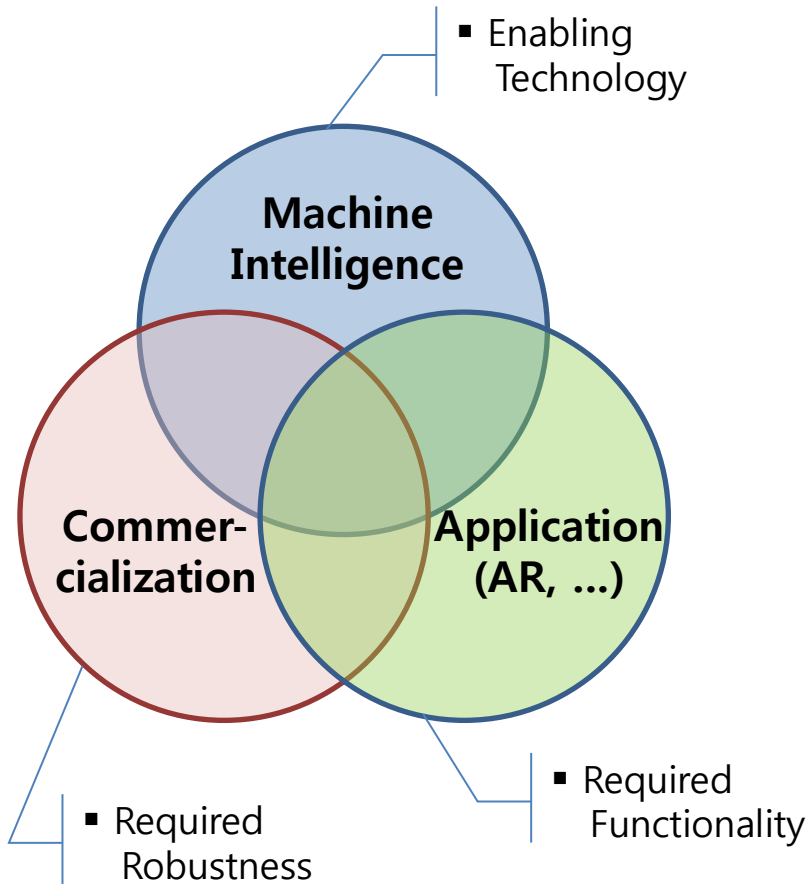 ▪ Enabling
Technology
Machine
Intelligence
Commer-
cialization
Application
(AR, ...)
▪ Required
Functionality
▪ Required
Robustness